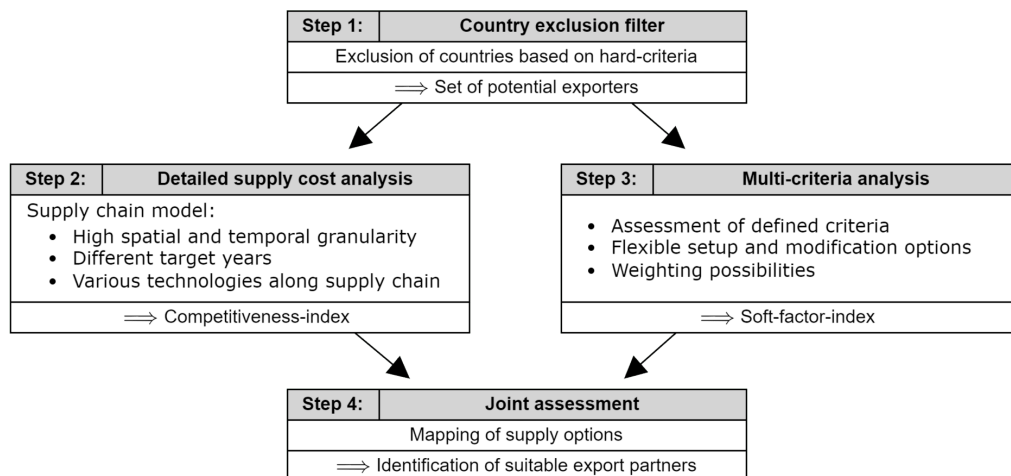 Step 1: Country exclusion filter
Exclusion of countries based on hard-criteria
⟹ Set of potential exporters
Step 2: Detailed supply cost analysis
Supply chain model:
• High spatial and temporal granularity
• Different target years
• Various technologies along supply chain
⟹ Competitiveness-index
Step 3: Multi-criteria analysis
• Assessment of defined criteria
• Flexible setup and modification options
• Weighting possibilities
⟹ Soft-factor-index
Step 4: Joint assessment
Mapping of supply options
⟹ Identification of suitable export partners